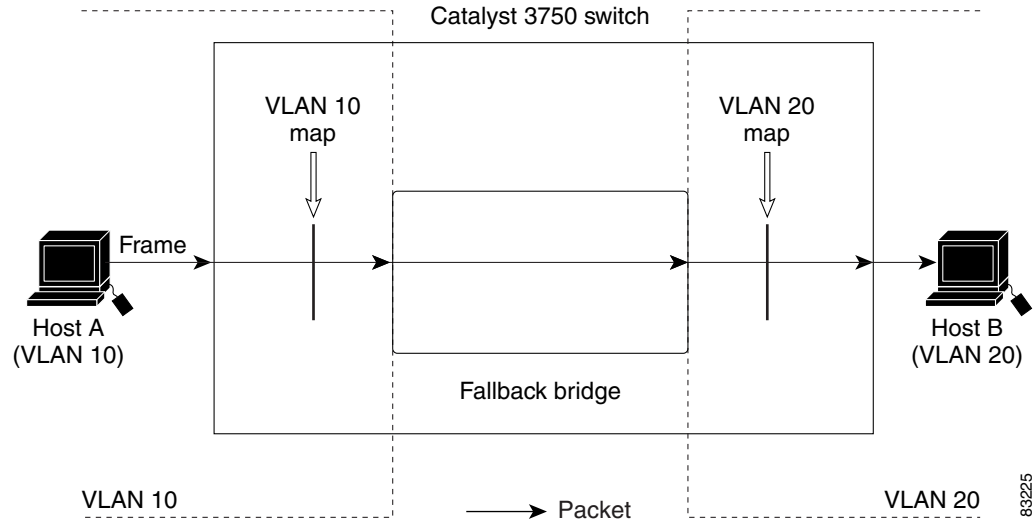 Catalyst 3750 switch
VLAN 10
map
VLAN 20
map
Frame
Host A
(VLAN 10)
Host B
(VLAN 20)
Fallback bridge
VLAN 10
Packet
VLAN 20
83225